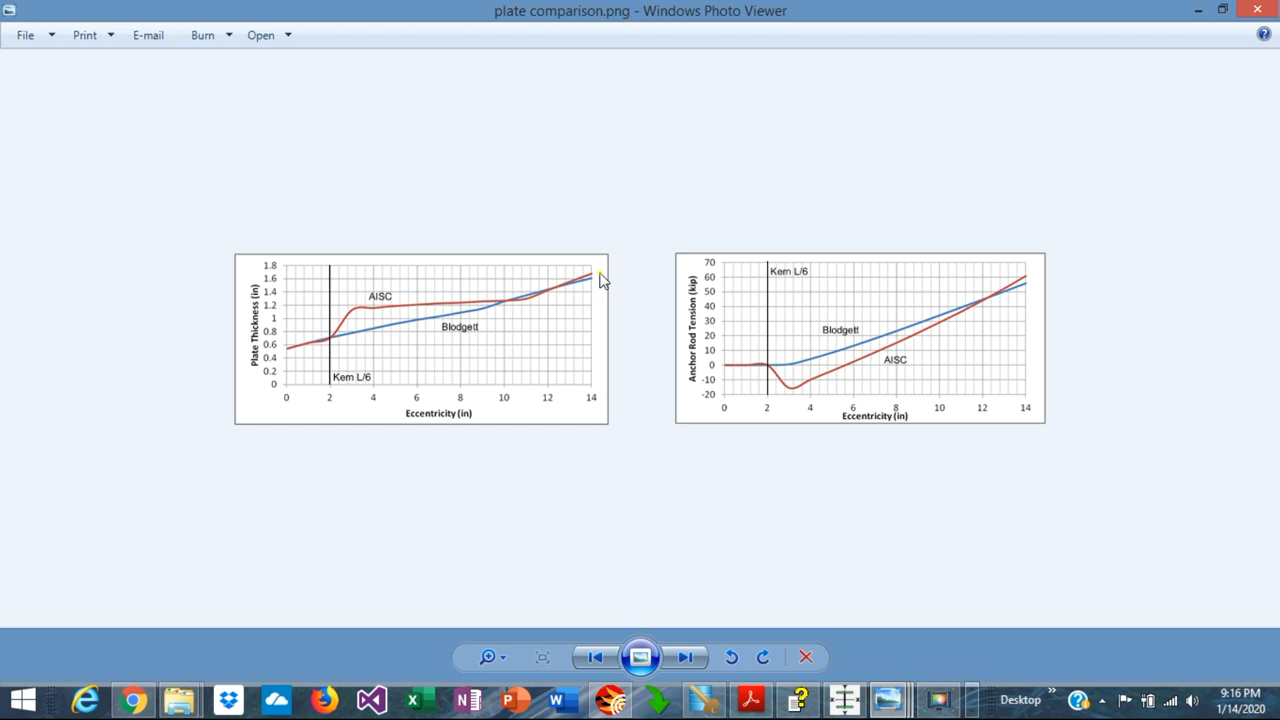 plate comparison.png - Windows Photo Viewer
File Print E-mail Burn Open
1.8
1.6
1.4
1.2
1
0.8
0.6
0.4
0.2
0
Plate Thickness (in)
AISC
Blodgett
Kern L/6
0 2 4 6 8 10 12 14
Eccentricity (in)
70
60
50
40
30
20
10
0
-10
-20
Anchor Rod Tension (kip)
Kern L/6
Blodgett
AISC
0 2 4 6 8 10 12 14
Eccentricity (in)
Desktop
9:16 PM
1/14/2020